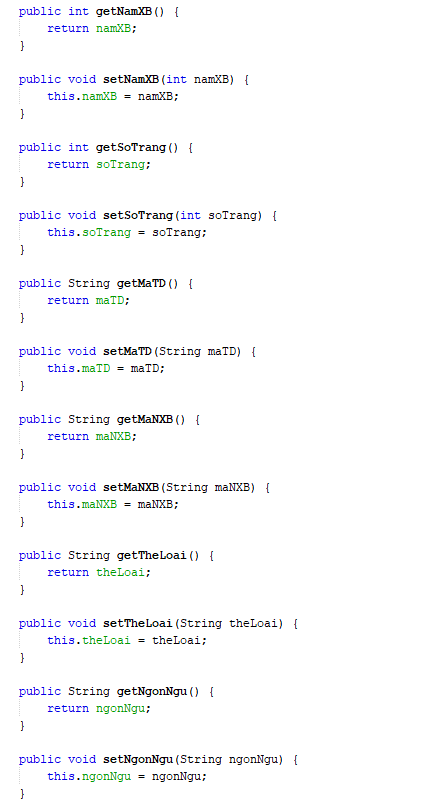 public int getNamXB() {
    return namXB;
}

public void setNamXB(int namXB) {
    this.namXB = namXB;
}

public int getSoTrang() {
    return soTrang;
}

public void setSoTrang(int soTrang) {
    this.soTrang = soTrang;
}

public String getMaTD() {
    return maTD;
}

public void setMaTD(String maTD) {
    this.maTD = maTD;
}

public String getMaNXB() {
    return maNXB;
}

public void setMaNXB(String maNXB) {
    this.maNXB = maNXB;
}

public String getTheLoai() {
    return theLoai;
}

public void setTheLoai(String theLoai) {
    this.theLoai = theLoai;
}

public String getNgonNgu() {
    return ngonNgu;
}

public void setNgonNgu(String ngonNgu) {
    this.ngonNgu = ngonNgu;
}